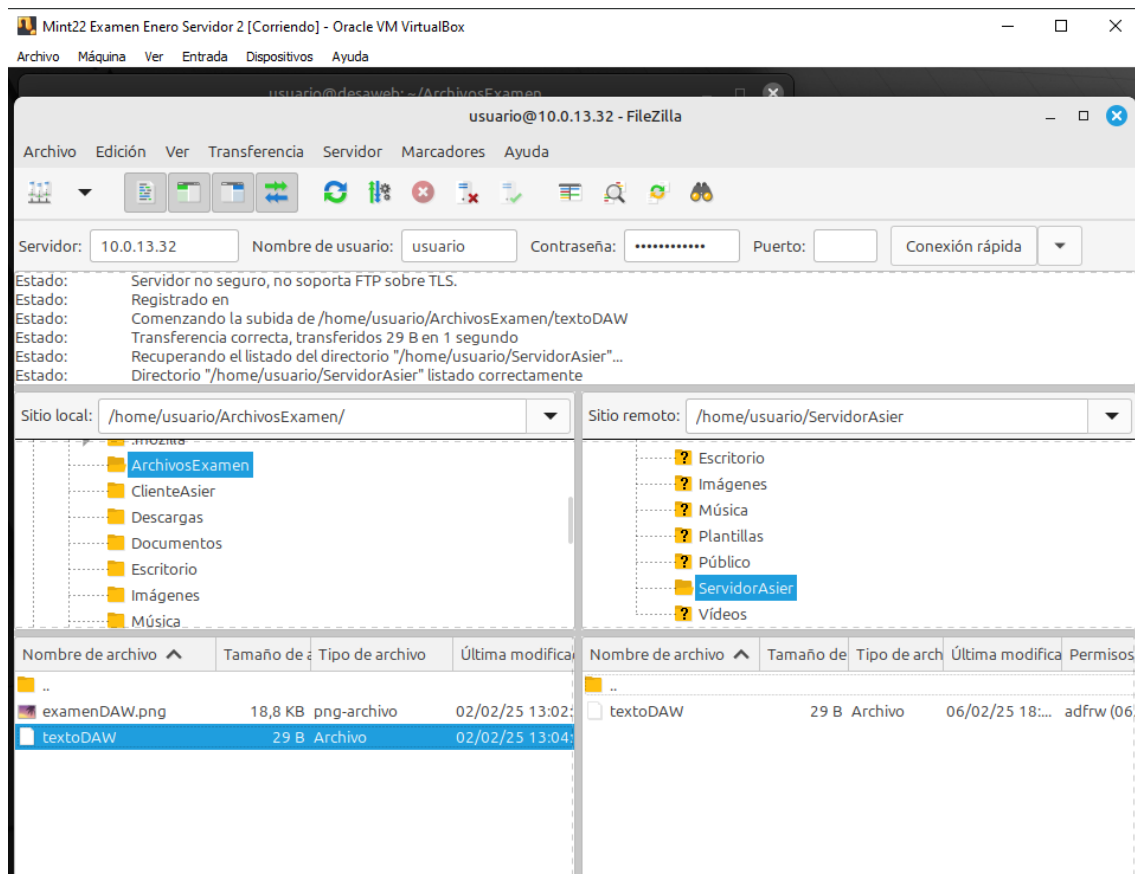 Mint22 Examen Enero Servidor 2 [Corriendo] - Oracle VM VirtualBox
Archivo Máquina Ver Entrada Dispositivos Ayuda
usuario@desaweb: ~/ArchivosExamen
usuario@10.0.13.32 - FileZilla
Archivo Edición Ver Transferencia Servidor Marcadores Ayuda
Servidor: 10.0.13.32 Nombre de usuario: usuario Contraseña: •••••••••••• Puerto: Conexión rápida
Estado: Servidor no seguro, no soporta FTP sobre TLS.
Estado: Registrado en
Estado: Comenzando la subida de /home/usuario/ArchivosExamen/textoDAW
Estado: Transferencia correcta, transferidos 29 B en 1 segundo
Estado: Recuperando el listado del directorio "/home/usuario/ServidorAsier"...
Estado: Directorio "/home/usuario/ServidorAsier" listado correctamente
Sitio local: /home/usuario/ArchivosExamen/
.mozilla
ArchivosExamen
ClienteAsier
Descargas
Documentos
Escritorio
Imágenes
Música
Sitio remoto: /home/usuario/ServidorAsier
? Escritorio
? Imágenes
? Música
? Plantillas
? Público
ServidorAsier
? Vídeos
Nombre de archivo Tamaño de a Tipo de archivo Última modifica
..
examenDAW.png 18,8 KB png-archivo 02/02/25 13:02:
textoDAW 29 B Archivo 02/02/25 13:04:
Nombre de archivo Tamaño de Tipo de arch Última modifica Permisos
..
textoDAW 29 B Archivo 06/02/25 18:... adfrw (06